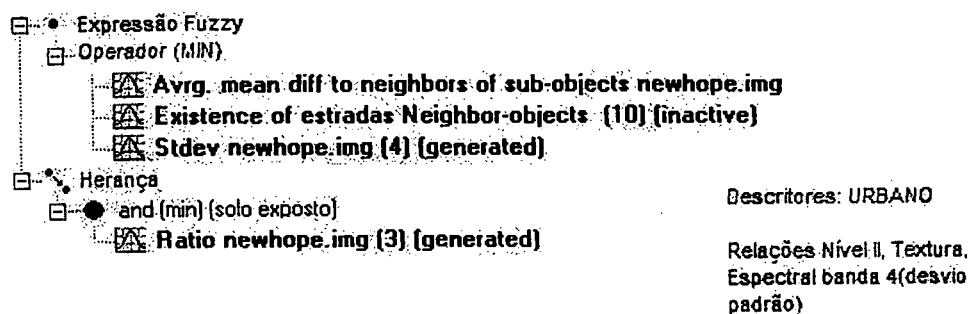 Expressão Fuzzy
Operador (MIN)
Avrg. mean diff to neighbors of sub-objects newhope.img
Existence of estradas Neighbor-objects (10) (inactive)
Stdev newhope.img (4) (generated)
Herança
and (min) (solo exposto)
Ratio newhope.img (3) (generated)
Descritores: URBANO
Relações Nível II, Textura,
Espectral banda 4(desvio
padrão)